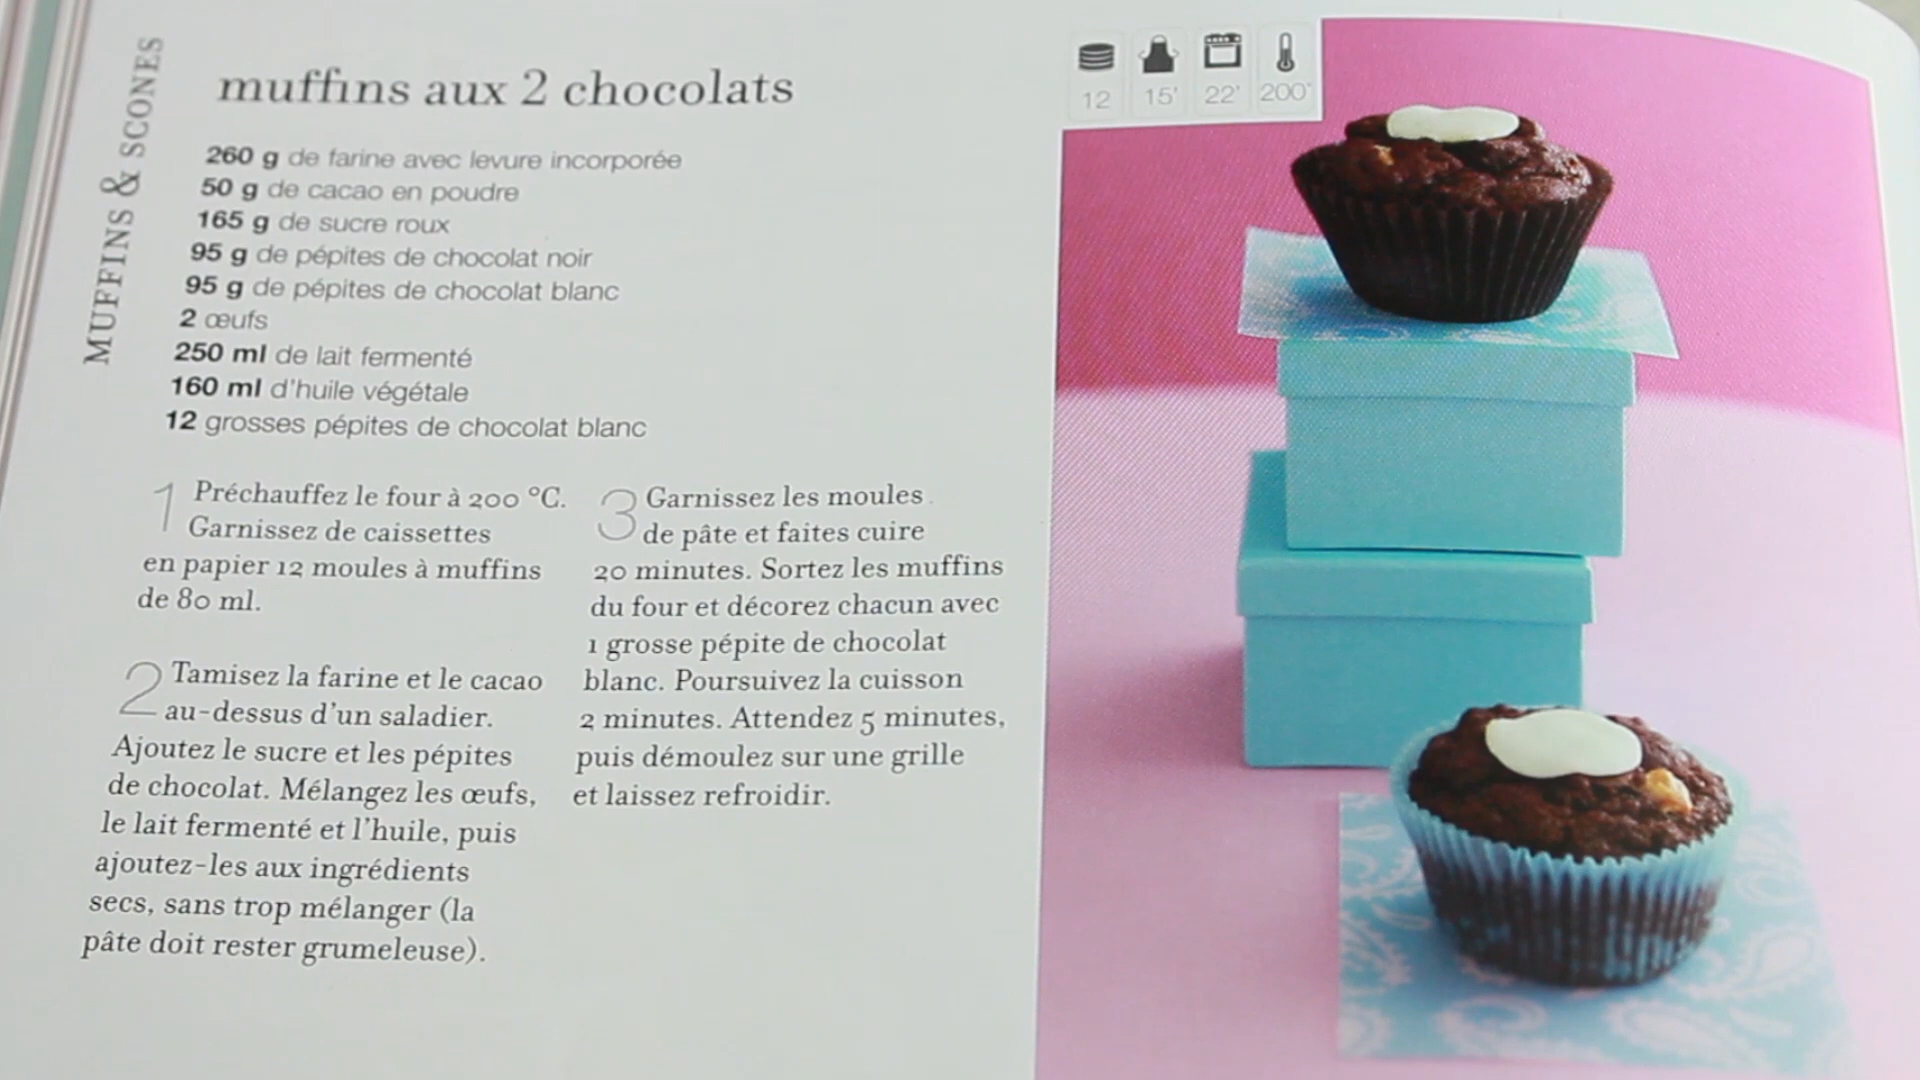 MUFFINS & SCONES
muffins aux 2 chocolats
260 g de farine avec levure incorporée
50 g de cacao en poudre
165 g de sucre roux
95 g de pépites de chocolat noir
95 g de pépites de chocolat blanc
2 œufs
250 ml de lait fermenté
160 ml d'huile végétale
12 grosses pépites de chocolat blanc
1 Préchauffez le four à 200 °C.
Garnissez de caissettes
en papier 12 moules à muffins
de 80 ml.
2 Tamisez la farine et le cacao
au-dessus d'un saladier.
Ajoutez le sucre et les pépites
de chocolat. Mélangez les œufs,
le lait fermenté et l'huile, puis
ajoutez-les aux ingrédients
secs, sans trop mélanger (la
pâte doit rester grumeleuse).
3 Garnissez les moules
de pâte et faites cuire
20 minutes. Sortez les muffins
du four et décorez chacun avec
1 grosse pépite de chocolat
blanc. Poursuivez la cuisson
2 minutes. Attendez 5 minutes,
puis démoulez sur une grille
et laissez refroidir.
12 15' 22' 200°